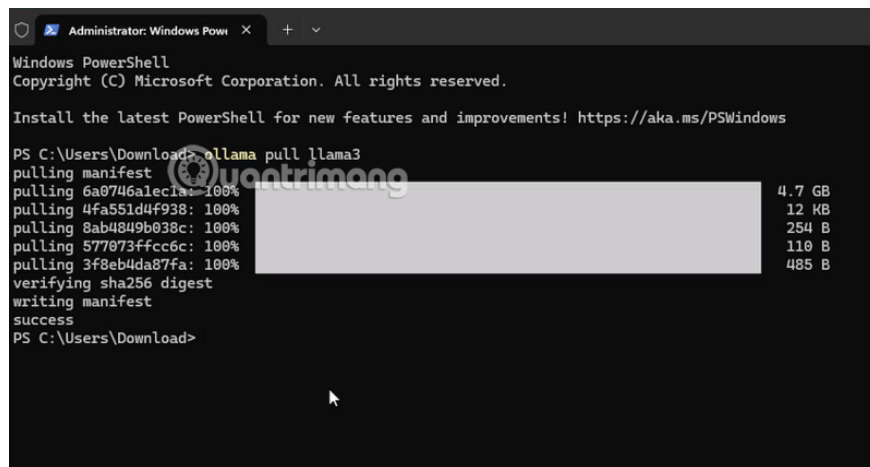 Administrator: Windows Pow
Windows PowerShell
Copyright (C) Microsoft Corporation. All rights reserved.
Install the latest PowerShell for new features and improvements! https://aka.ms/PSWindows
PS C:\Users\Download> ollama pull llama3
Quantrimang
pulling manifest
pulling 6a0746a1ec1a: 100% 4.7 GB
pulling 4fa551d4f938: 100% 12 KB
pulling 8ab4849b038c: 100% 254 B
pulling 577073ffcc6c: 100% 110 B
pulling 3f8eb4da87fa: 100% 485 B
verifying sha256 digest
writing manifest
success
PS C:\Users\Download>